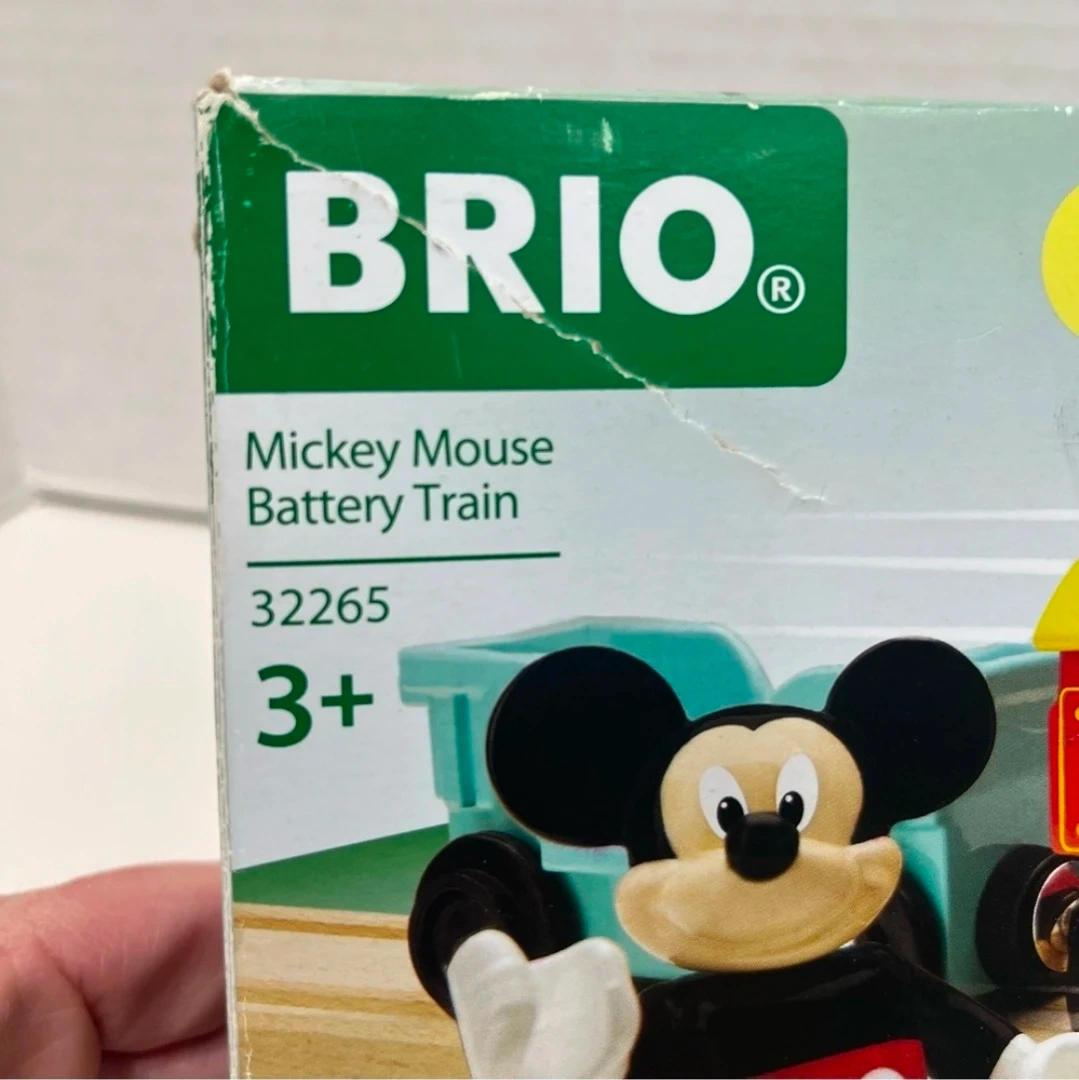 BRIO®
Mickey Mouse
Battery Train
32265
3+